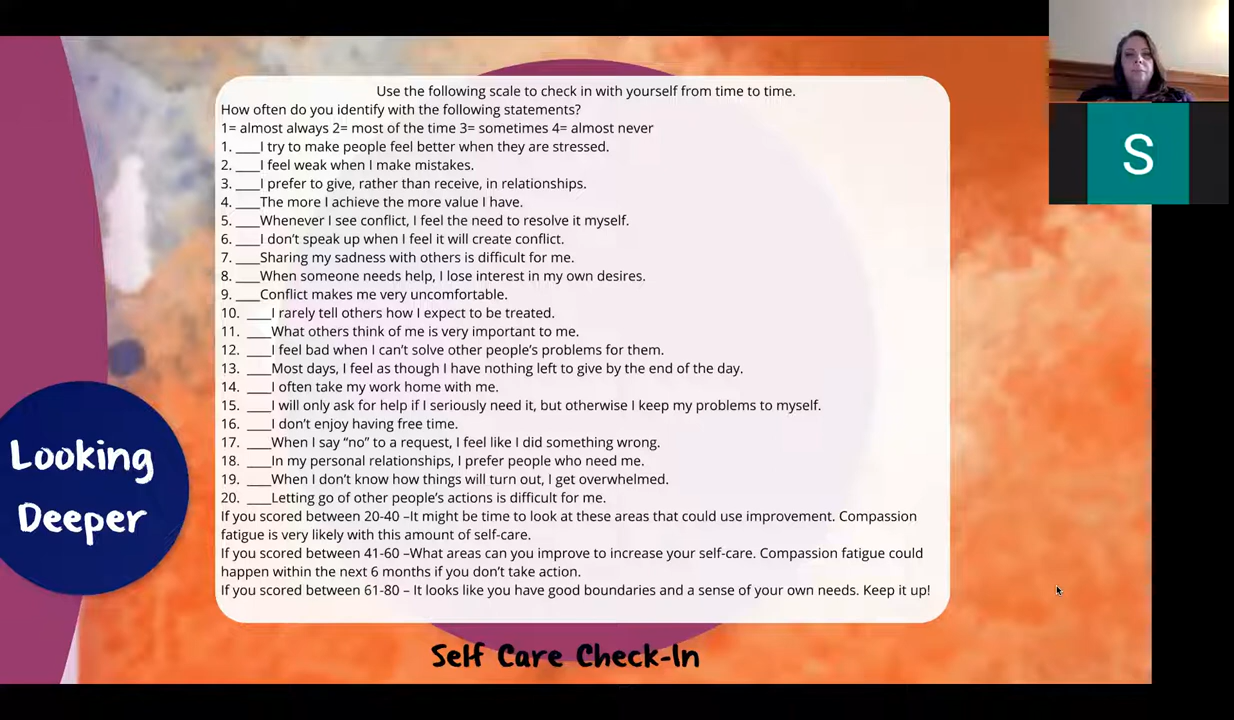 Use the following scale to check in with yourself from time to time.
How often do you identify with the following statements?
1= almost always 2= most of the time 3= sometimes 4= almost never
1. ____I try to make people feel better when they are stressed.
2. ____I feel weak when I make mistakes.
3. ____I prefer to give, rather than receive, in relationships.
4. ____The more I achieve the more value I have.
5. ____Whenever I see conflict, I feel the need to resolve it myself.
6. ____I don’t speak up when I feel it will create conflict.
7. ____Sharing my sadness with others is difficult for me.
8. ____When someone needs help, I lose interest in my own desires.
9. ____Conflict makes me very uncomfortable.
10. ____I rarely tell others how I expect to be treated.
11. ____What others think of me is very important to me.
12. ____I feel bad when I can’t solve other people’s problems for them.
13. ____Most days, I feel as though I have nothing left to give by the end of the day.
14. ____I often take my work home with me.
15. ____I will only ask for help if I seriously need it, but otherwise I keep my problems to myself.
16. ____I don’t enjoy having free time.
17. ____When I say “no” to a request, I feel like I did something wrong.
18. ____In my personal relationships, I prefer people who need me.
19. ____When I don’t know how things will turn out, I get overwhelmed.
20. ____Letting go of other people’s actions is difficult for me.
If you scored between 20-40 –It might be time to look at these areas that could use improvement. Compassion
fatigue is very likely with this amount of self-care.
If you scored between 41-60 –What areas can you improve to increase your self-care. Compassion fatigue could
happen within the next 6 months if you don’t take action.
If you scored between 61-80 – It looks like you have good boundaries and a sense of your own needs. Keep it up!
Looking
Deeper
Self Care Check-In
S